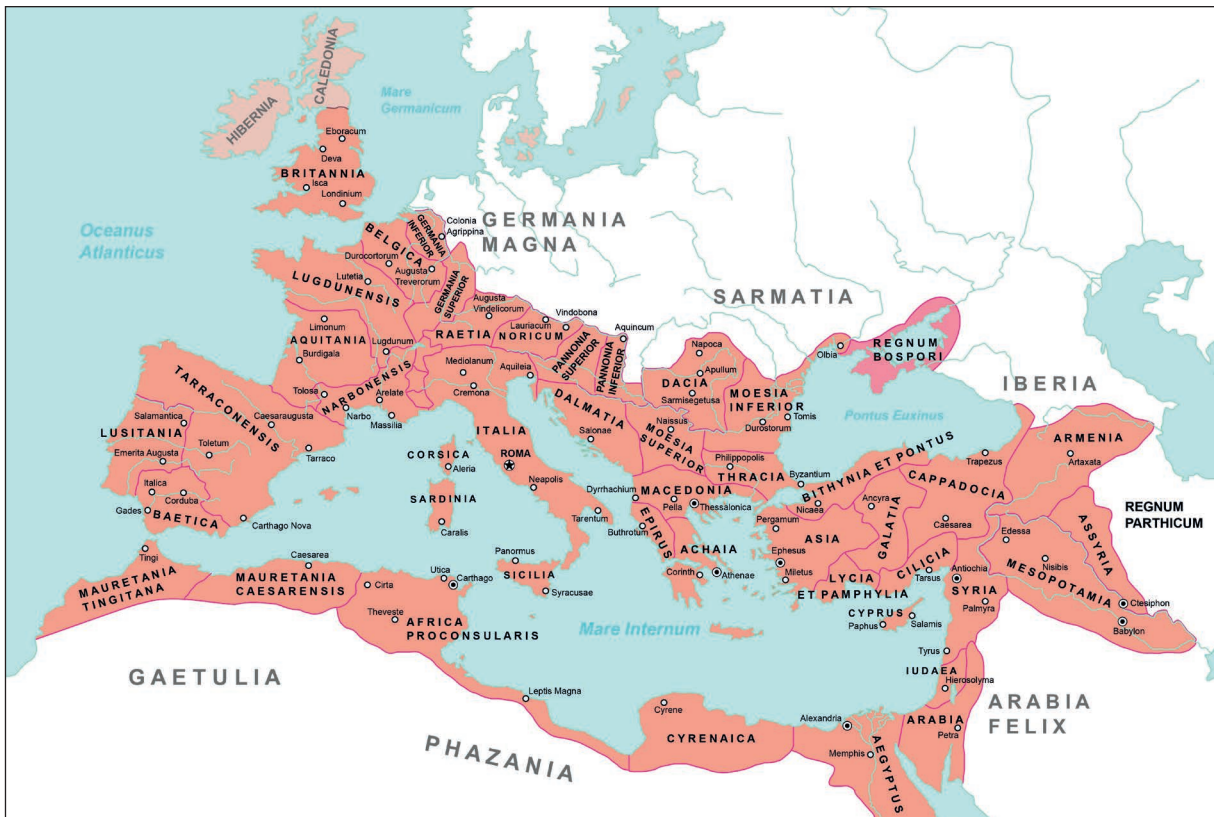 CALEDONIA
HIBERNIA
Mare
Germanicum
Eboracum
Deva
BRITANNIA
Isca
Londinium
Oceanus
Atlanticus
GERMANIA
MAGNA
Colonia
Agrippina
GERMANIA
INFERIOR
BELGICA
Durocortorum
Augusta
Treverorum
Lutetia
LUGDUNENSIS
GERMANIA
SUPERIOR
Augusta
Vindelicorum
SARMATIA
Limonum
AQUITANIA
Burdigala
Lugdunum
RAETIA
Lauriacum
NORICUM
Vindobona
PANNONIA
SUPERIOR
PANNONIA
INFERIOR
Aquincum
Napoca
Apullum
DACIA
Sarmisegetusa
MOESIA
INFERIOR
Durostorum
Tomis
Olbia
REGNUM
BOSPORI
IBERIA
Pontus Euxinus
Mediolanum
Cremona
Aquileia
NARBONENSIS
Tolosa
Arelate
Narbo
Massilia
TARRACONENSIS
Salamantica
LUSITANIA
Caesaraugusta
Toletum
Emerita Augusta
Tarraco
Italica
Corduba
Gades
BAETICA
Carthago Nova
ITALIA
ROMA
CORSICA
Aleria
SARDINIA
Caralis
Neapolis
Tarentum
DALMATIA
Salonae
Naissus
MOESIA
SUPERIOR
Philippopolis
THRACIA
Byzantium
BITHYNIA ET PONTUS
Nicaea
Trapezus
ARMENIA
Artaxata
CAPPADOCIA
Ancyra
GALATIA
Caesarea
REGNUM
PARTHICUM
Dyrrhachium
MACEDONIA
Pella
Thessalonica
EPIRUS
Buthrotum
ACHAIA
Corinth
Athenae
Pergamum
ASIA
Ephesus
Miletus
LYCIA
ET PAMPHYLIA
CILICIA
Tarsus
Edessa
ASSYRIA
Nisibis
MESOPOTAMIA
Ctesiphon
Babylon
Antiochia
SYRIA
Palmyra
CYPRUS
Paphus
Salamis
Tyrus
IUDAEA
Hierosolyma
ARABIA
Petra
ARABIA
FELIX
Tingi
MAURETANIA
TINGITANA
Caesarea
MAURETANIA
CAESARENSIS
Cirta
Utica
Carthago
Theveste
AFRICA
PROCONSULARIS
Panormus
SICILIA
Syracusae
Mare Internum
GAETULIA
Leptis Magna
PHAZANIA
Cyrene
CYRENAICA
Alexandria
Memphis
AEGYPTUS